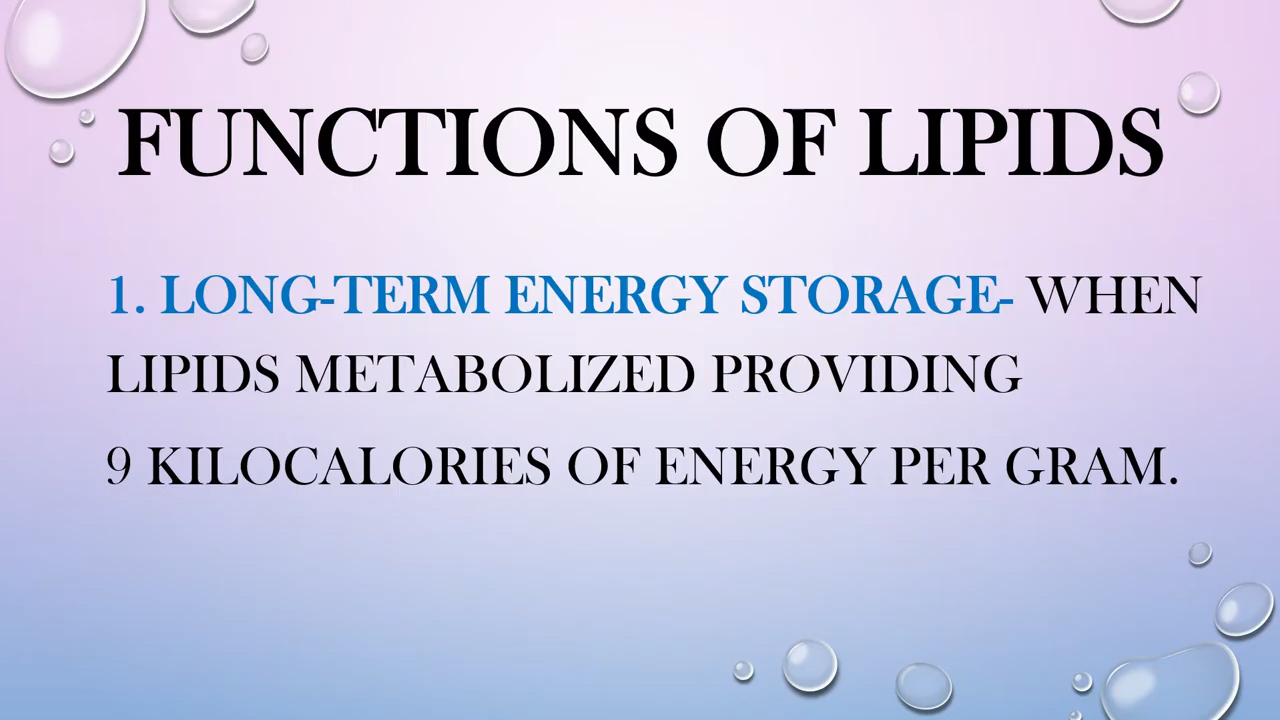 FUNCTIONS OF LIPIDS
1. LONG-TERM ENERGY STORAGE- WHEN
LIPIDS METABOLIZED PROVIDING
9 KILOCALORIES OF ENERGY PER GRAM.